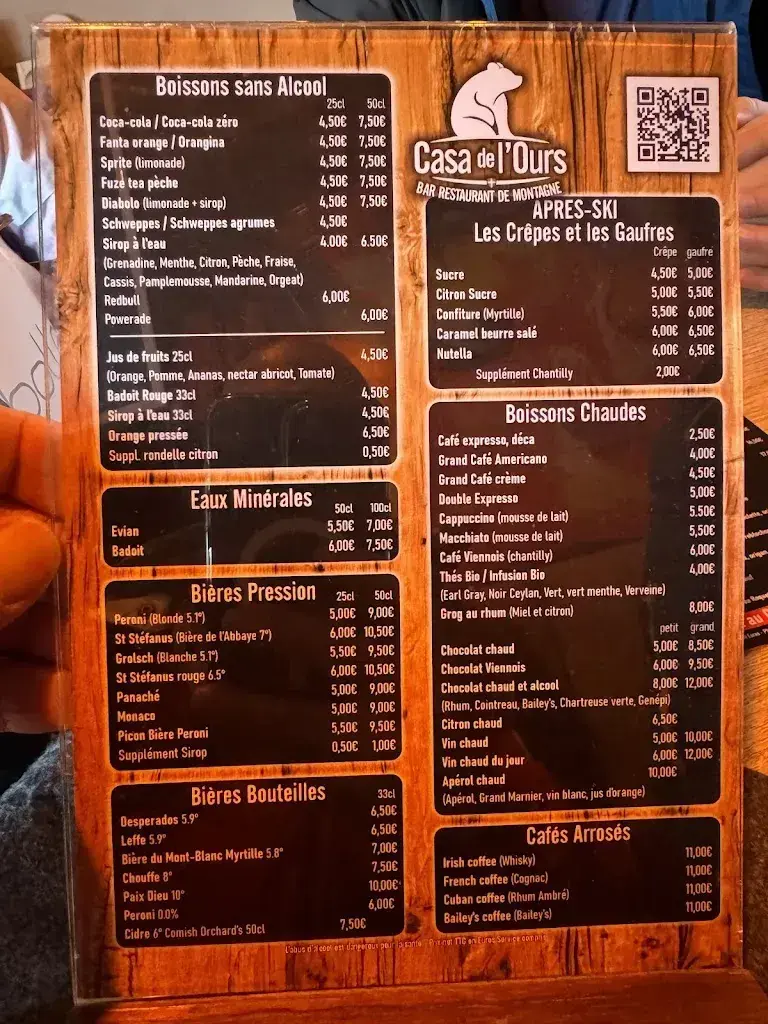 Boissons sans Alcool
25cl 50cl
Coca-cola / Coca-cola zéro 4,50€ 7,50€
Fanta orange / Orangina 4,50€ 7,50€
Sprite (limonade) 4,50€ 7,50€
Fuze tea pèche 4,50€ 7,50€
Diabolo (limonade + sirop) 4,50€ 7,50€
Schweppes / Schweppes agrumes 4,50€
Sirop à l'eau 4.00€ 6.50€
(Grenadine, Menthe, Citron, Pèche, Fraise,
Cassis, Pamplemousse, Mandarine, Orgeat)
Redbull 6,00€
Powerade 6,00€
Jus de fruits 25cl 4,50€
(Orange, Pomme, Ananas, nectar abricot, Tomate)
Badoit Rouge 33cl 4,50€
Sirop à l'eau 33cl 4,50€
Orange pressée 6,50€
Suppl. rondelle citron 0,50€
Eaux Minérales
50cl 100cl
Evian 5,50€ 7,00€
Badoit 6,00€ 7,50€
Bières Pression
25cl 50cl
Peroni (Blonde 5.1°) 5,00€ 9,00€
St Stéfanus (Bière de l'Abbaye 7°) 6,00€ 10,50€
Grolsch (Blanche 5.1°) 5,50€ 9,50€
St Stéfanus rouge 6.5° 6,00€ 10,50€
Panaché 5,00€ 9,00€
Monaco 5,00€ 9,00€
Picon Bière Peroni 5,50€ 9,50€
Supplément Sirop 0,50€ 1,00€
Bières Bouteilles
33cl
Desperados 5.9° 6,50€
Leffe 5.9° 6,50€
Bière du Mont-Blanc Myrtille 5.8° 7,00€
Chouffe 8° 7,50€
Paix Dieu 10° 10,00€
Peroni 0.0% 6,00€
Cidre 6° Cornish Orchard's 50cl 7,50€
Casa de l'Ours
BAR RESTAURANT DE MONTAGNE
APRES-SKI
Les Crêpes et les Gaufres
Crêpe gaufre
Sucre 4,50€ 5,00€
Citron Sucre 5,00€ 5,50€
Confiture (Myrtille) 5,50€ 6,00€
Caramel beurre salé 6,00€ 6,50€
Nutella 6,00€ 6,50€
Supplément Chantilly 2,00€
Boissons Chaudes
Café expresso, déca 2,50€
Grand Café Americano 4,00€
Grand Café crème 4,50€
Double Expresso 5,00€
Cappuccino (mousse de lait) 5.50€
Macchiato (mousse de lait) 5,50€
Café Viennois (chantilly) 6,00€
Thés Bio / Infusion Bio 4,00€
(Earl Gray, Noir Ceylan, Vert, vert menthe, Verveine)
Grog au rhum (Miel et citron) 8,00€
petit grand
Chocolat chaud 5,00€ 8,50€
Chocolat Viennois 6,00€ 9,50€
Chocolat chaud et alcool 8,00€ 12,00€
(Rhum, Cointreau, Bailey's, Chartreuse verte, Genépi)
Citron chaud 6,50€
Vin chaud 5,00€ 10,00€
Vin chaud du jour 6,00€ 12,00€
Apérol chaud 10,00€
(Apérol, Grand Marnier, vin blanc, jus d'orange)
Cafés Arrosés
Irish coffee (Whisky) 11,00€
French coffee (Cognac) 11,00€
Cuban coffee (Rhum Ambré) 11,00€
Bailey's coffee (Bailey's) 11,00€
L'abus d'alcool est dangereux pour la santé. Prix net TTC en Euros Service compris